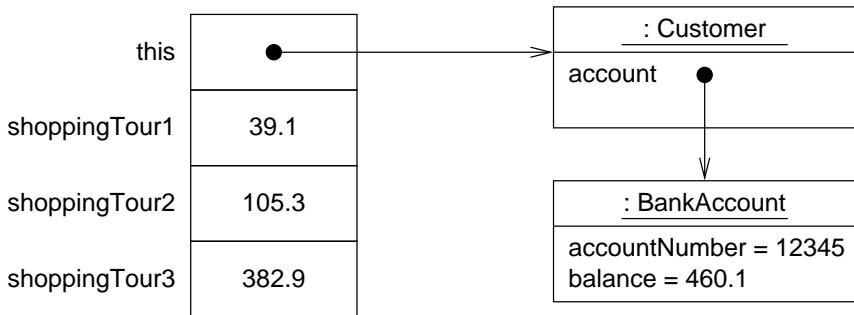 this
: Customer
account
shoppingTour1
39.1
shoppingTour2
105.3
: BankAccount
accountNumber = 12345
balance = 460.1
shoppingTour3
382.9